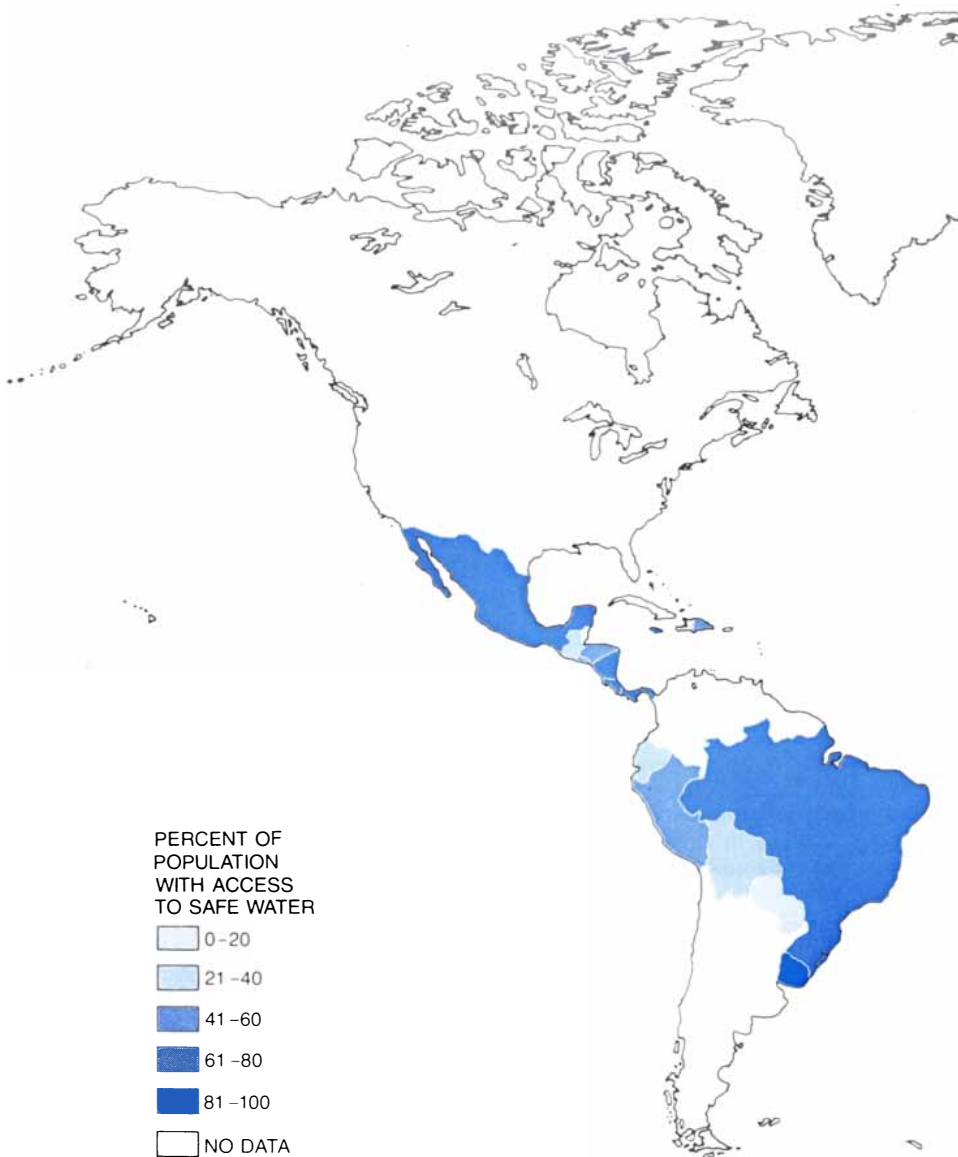 PERCENT OF
POPULATION
WITH ACCESS
TO SAFE WATER
0–20
21–40
41–60
61–80
81–100
NO DATA